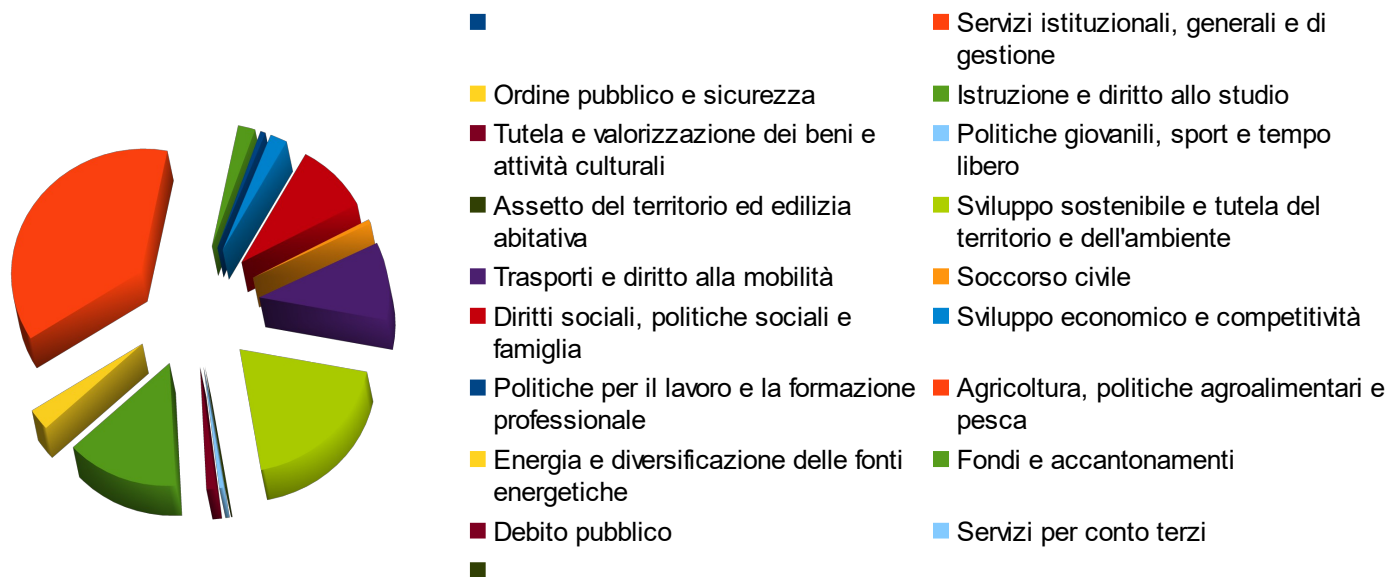 Servizi istituzionali, generali e di
gestione
Ordine pubblico e sicurezza
Istruzione e diritto allo studio
Tutela e valorizzazione dei beni e
attività culturali
Politiche giovanili, sport e tempo
libero
Assetto del territorio ed edilizia
abitativa
Sviluppo sostenibile e tutela del
territorio e dell'ambiente
Trasporti e diritto alla mobilità
Soccorso civile
Diritti sociali, politiche sociali e
famiglia
Sviluppo economico e competitività
Politiche per il lavoro e la formazione
professionale
Agricoltura, politiche agroalimentari e
pesca
Energia e diversificazione delle fonti
energetiche
Fondi e accantonamenti
Debito pubblico
Servizi per conto terzi